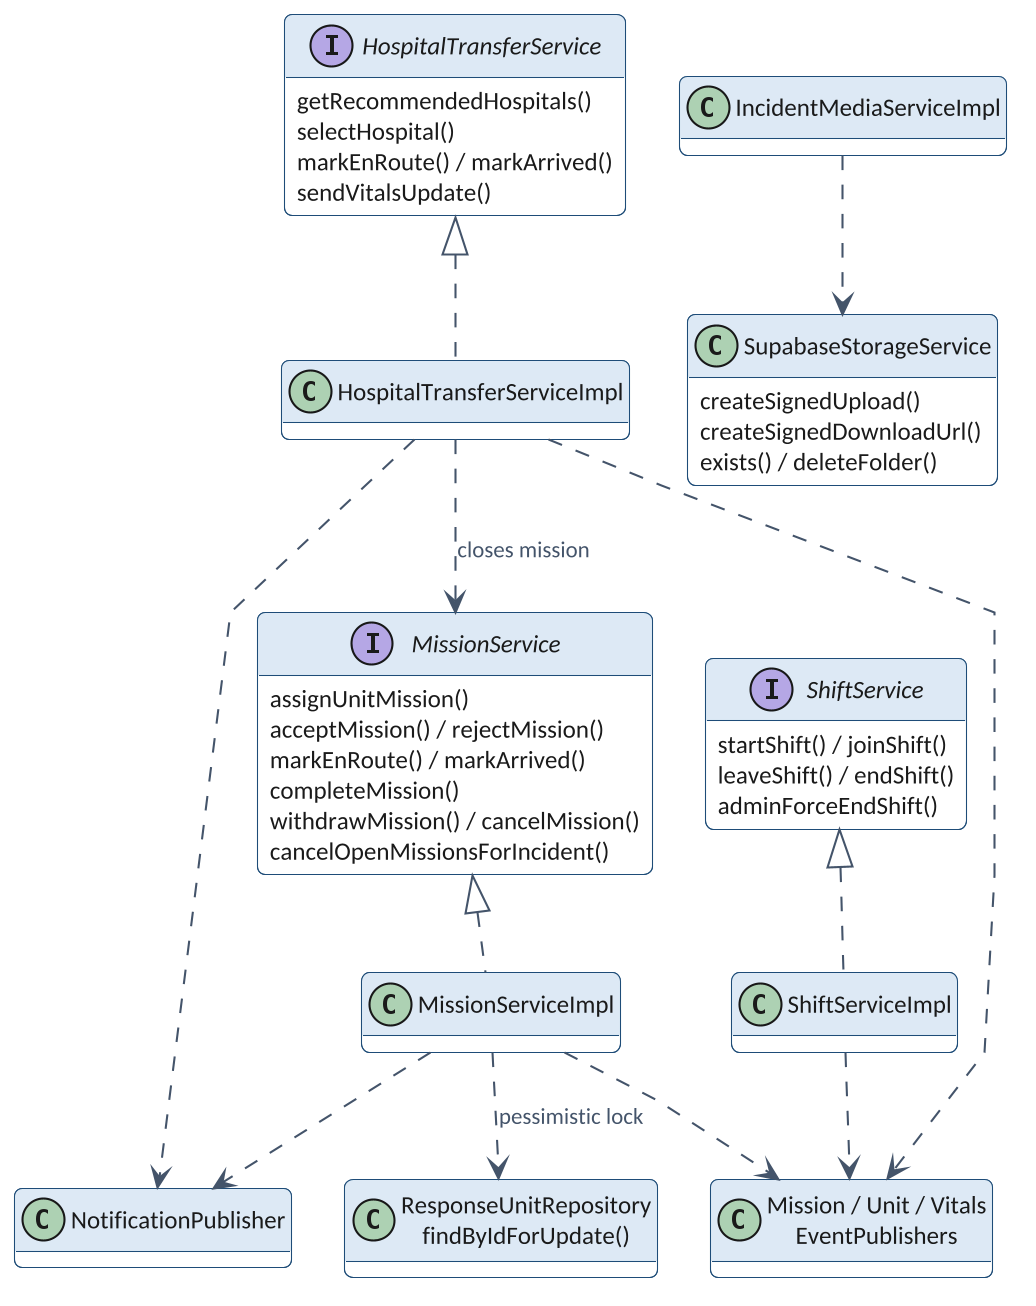 I HospitalTransferService
getRecommendedHospitals()
selectHospital()
markEnRoute() / markArrived()
sendVitalsUpdate()
C IncidentMediaServiceImpl
C HospitalTransferServiceImpl
C SupabaseStorageService
createSignedUpload()
createSignedDownloadUrl()
exists() / deleteFolder()
closes mission
I MissionService
assignUnitMission()
acceptMission() / rejectMission()
markEnRoute() / markArrived()
completeMission()
withdrawMission() / cancelMission()
cancelOpenMissionsForIncident()
I ShiftService
startShift() / joinShift()
leaveShift() / endShift()
adminForceEndShift()
C MissionServiceImpl
C ShiftServiceImpl
pessimistic lock
C NotificationPublisher
C ResponseUnitRepository
findByIdForUpdate()
C Mission / Unit / Vitals
EventPublishers